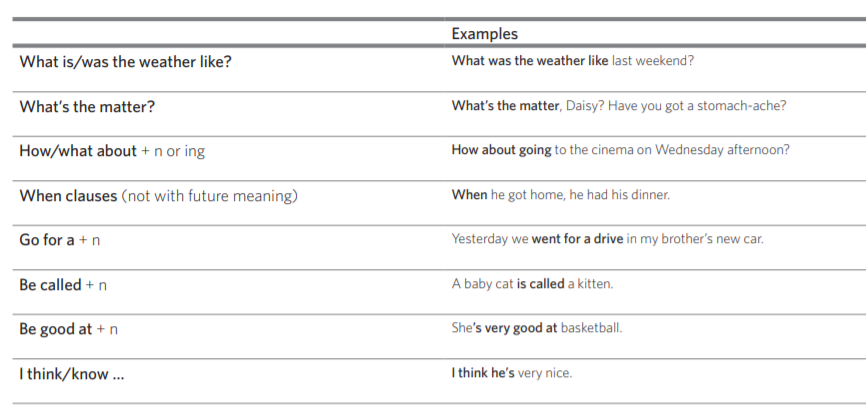 Examples
What is/was the weather like? What was the weather like last weekend?
What's the matter? What's the matter, Daisy? Have you got a stomach-ache?
How/what about + n or ing How about going to the cinema on Wednesday afternoon?
When clauses (not with future meaning) When he got home, he had his dinner.
Go for a + n Yesterday we went for a drive in my brother's new car.
Be called + n A baby cat is called a kitten.
Be good at + n She's very good at basketball.
I think/know ... I think he's very nice.